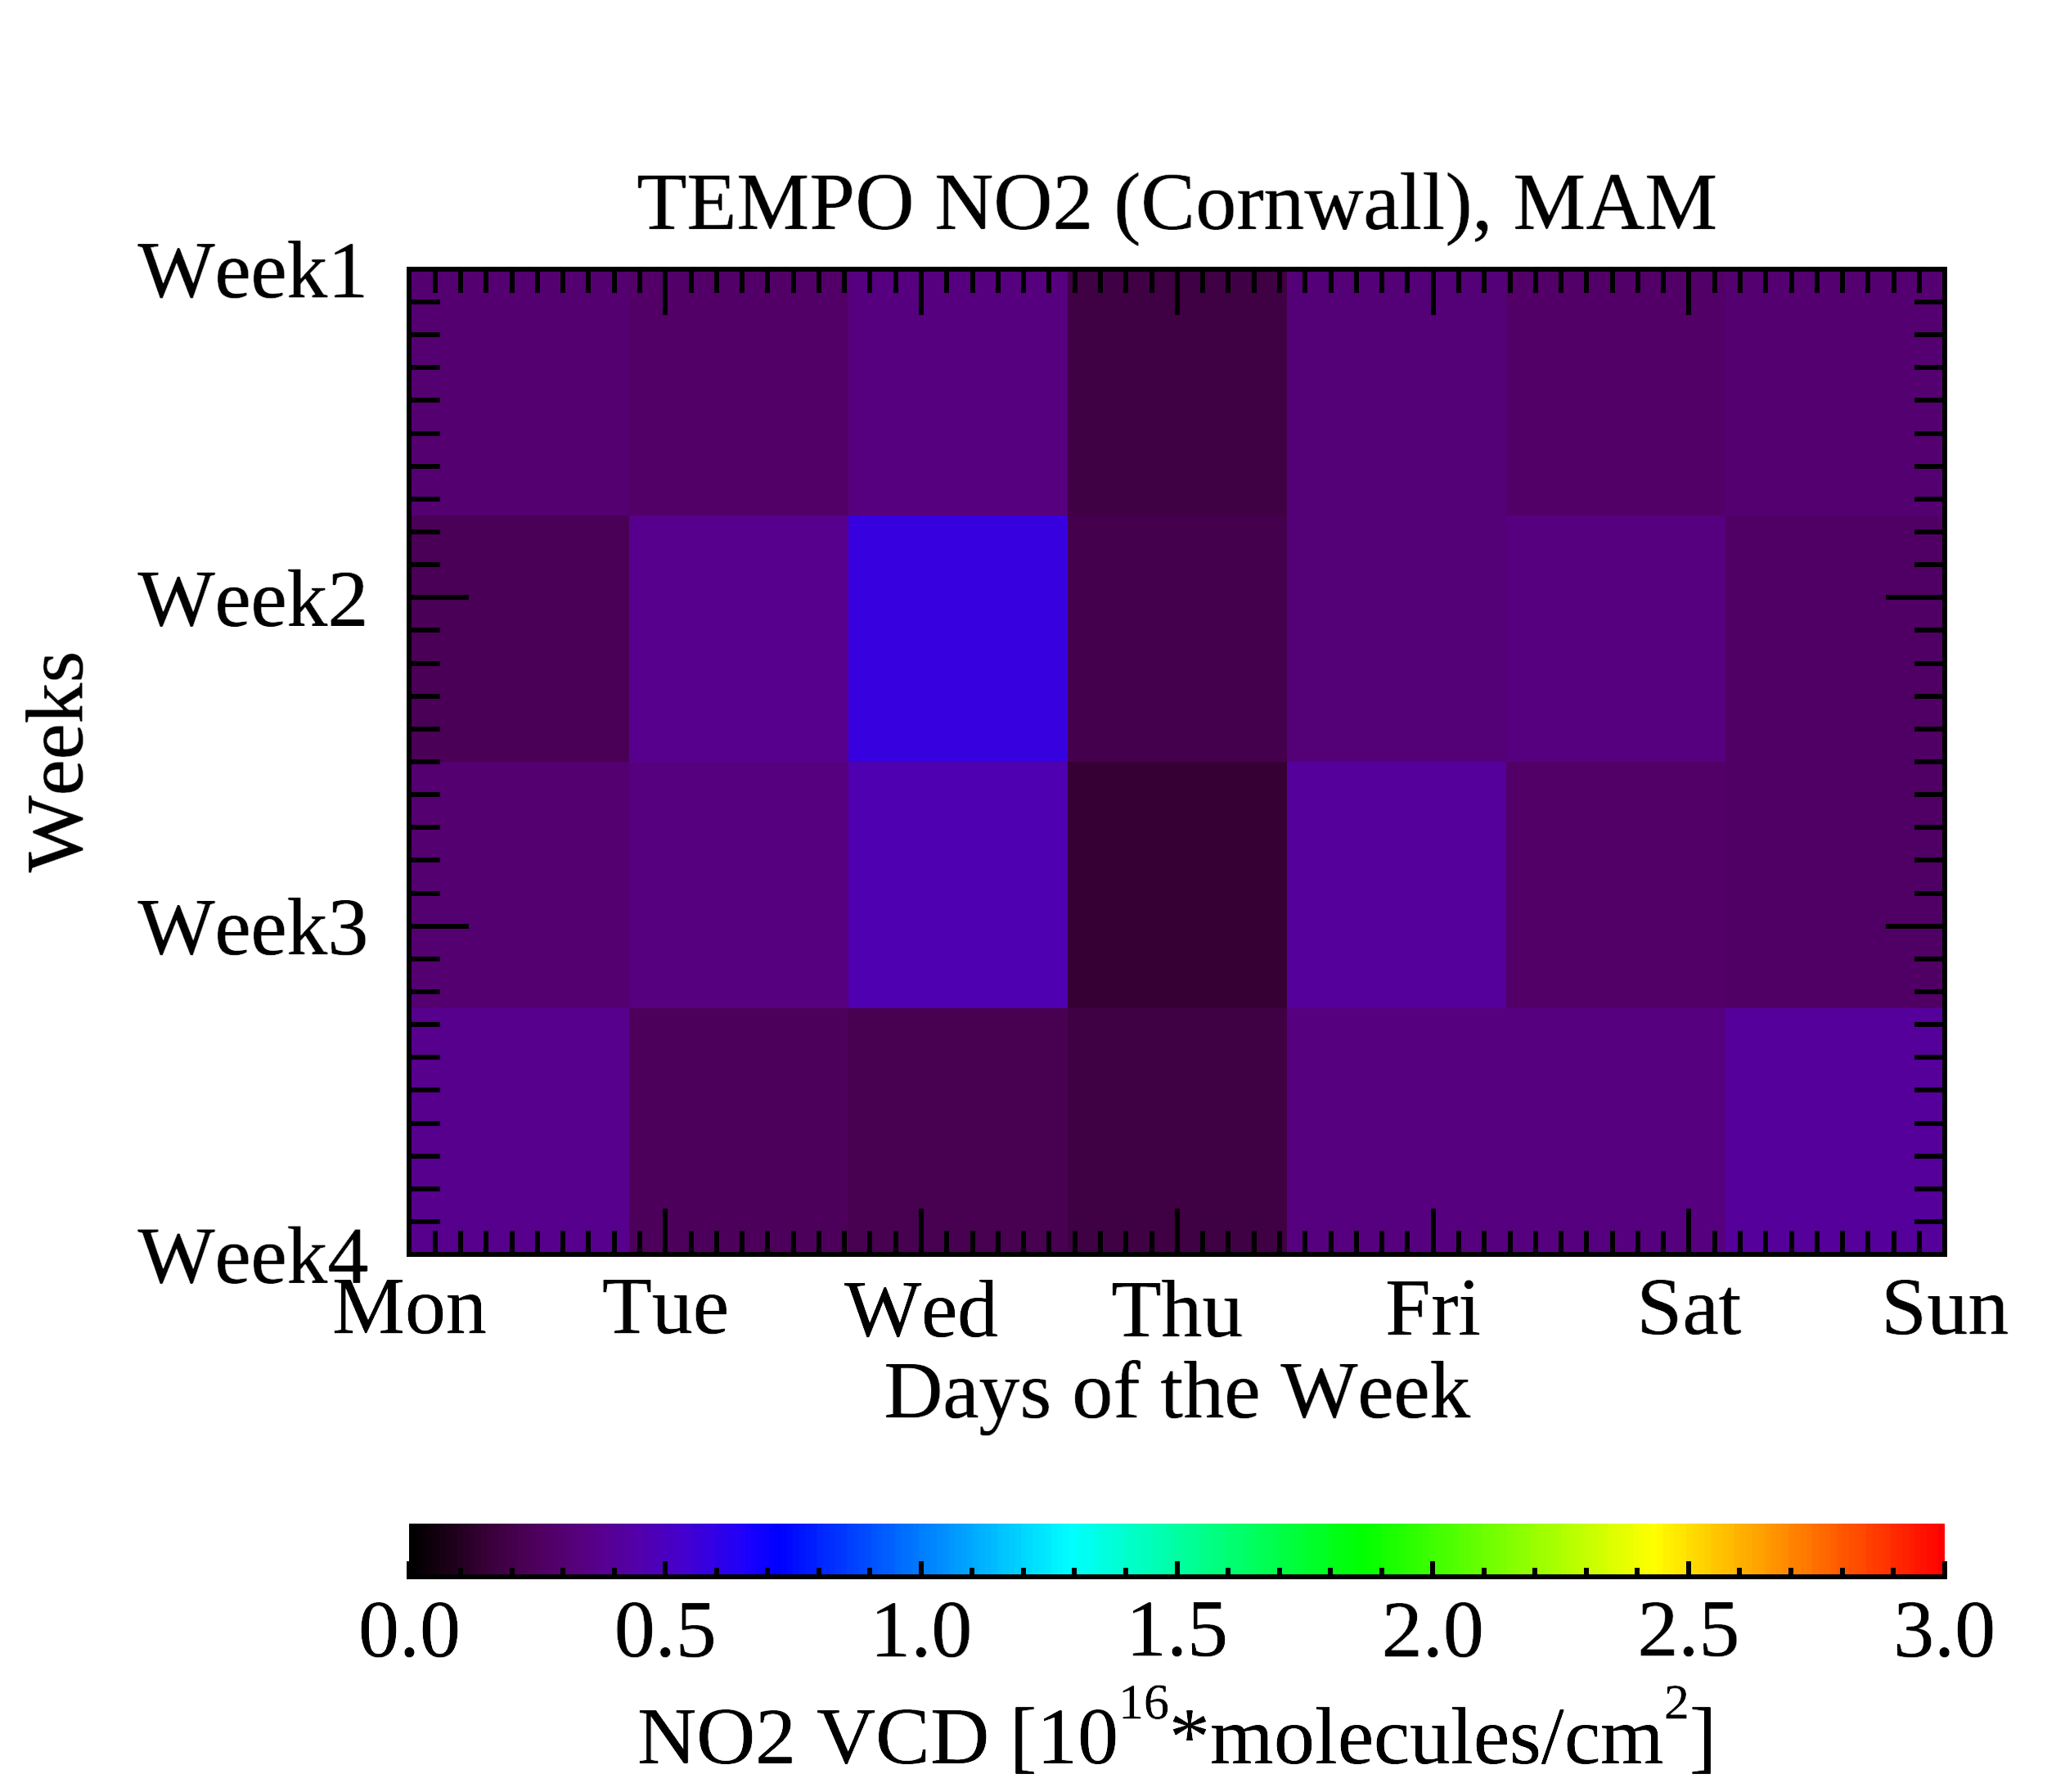 TEMPO NO2 (Cornwall), MAM
Week1
Week2
Week3
Week4
Weeks
Mon Tue Wed Thu Fri Sat Sun
Days of the Week
0.0 0.5 1.0 1.5 2.0 2.5 3.0
NO2 VCD [10^16*molecules/cm^2]